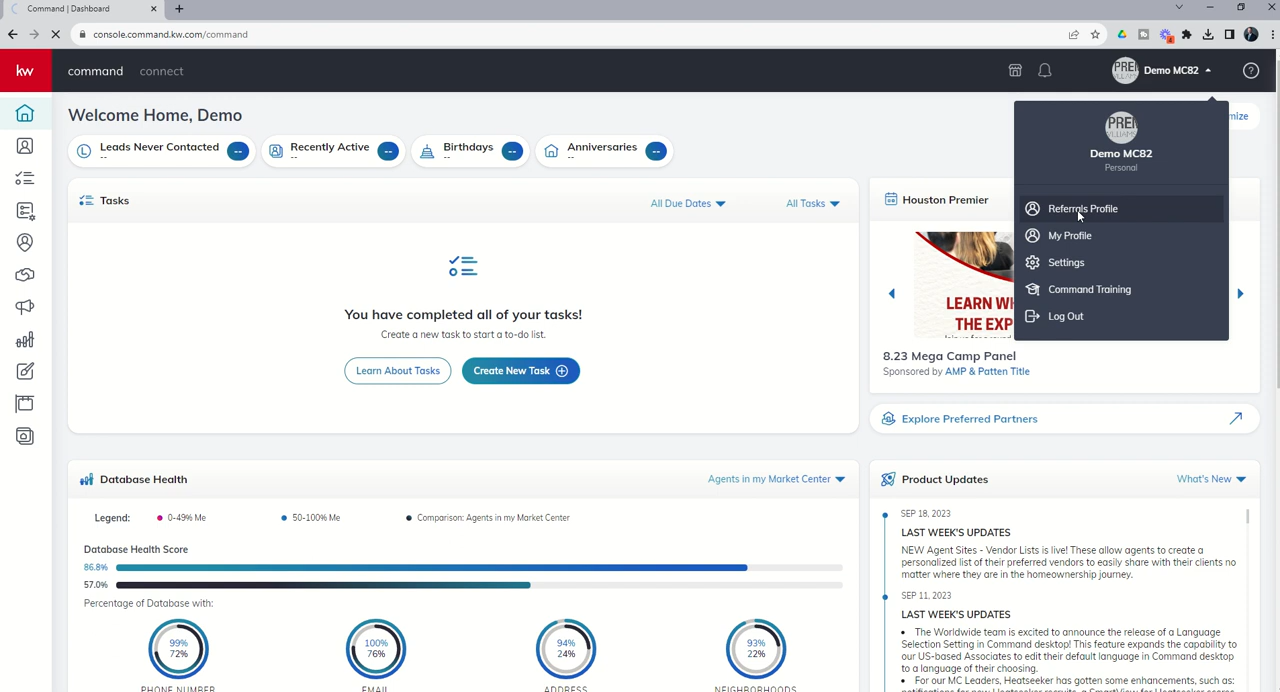 Command | Dashboard
console.command.kw.com/command
kw
command
connect
Demo MC82
Welcome Home, Demo
Leads Never Contacted
--
--
Recently Active
--
--
Birthdays
--
--
Anniversaries
--
--
Demo MC82
Personal
Referrals Profile
My Profile
Settings
Command Training
Log Out
Tasks
All Due Dates
All Tasks
You have completed all of your tasks!
Create a new task to start a to-do list.
Learn About Tasks
Create New Task
Houston Premier
LEARN
THE EXP
8.23 Mega Camp Panel
Sponsored by AMP & Patten Title
Explore Preferred Partners
Database Health
Agents in my Market Center
Legend:
0-49% Me
50-100% Me
Comparison: Agents in my Market Center
Database Health Score
86.8%
57.0%
Percentage of Database with:
99%
72%
100%
76%
94%
24%
93%
22%
PHONE NUMBER
EMAIL
ADDRESS
NEIGHBORHOODS
Product Updates
What's New
SEP 18, 2023
LAST WEEK'S UPDATES
NEW Agent Sites - Vendor Lists is live! These allow agents to create a
personalized list of their preferred vendors to easily share with their clients no
matter where they are in the homeownership journey.
SEP 11, 2023
LAST WEEK'S UPDATES
• The Worldwide team is excited to announce the release of a Language
Selection Setting in Command desktop! This feature expands the capability to
our US-based Associates to edit their default language in Command desktop
to a language of their choosing.
• For our MC Leaders, Heatseeker has gotten some enhancements, such as: